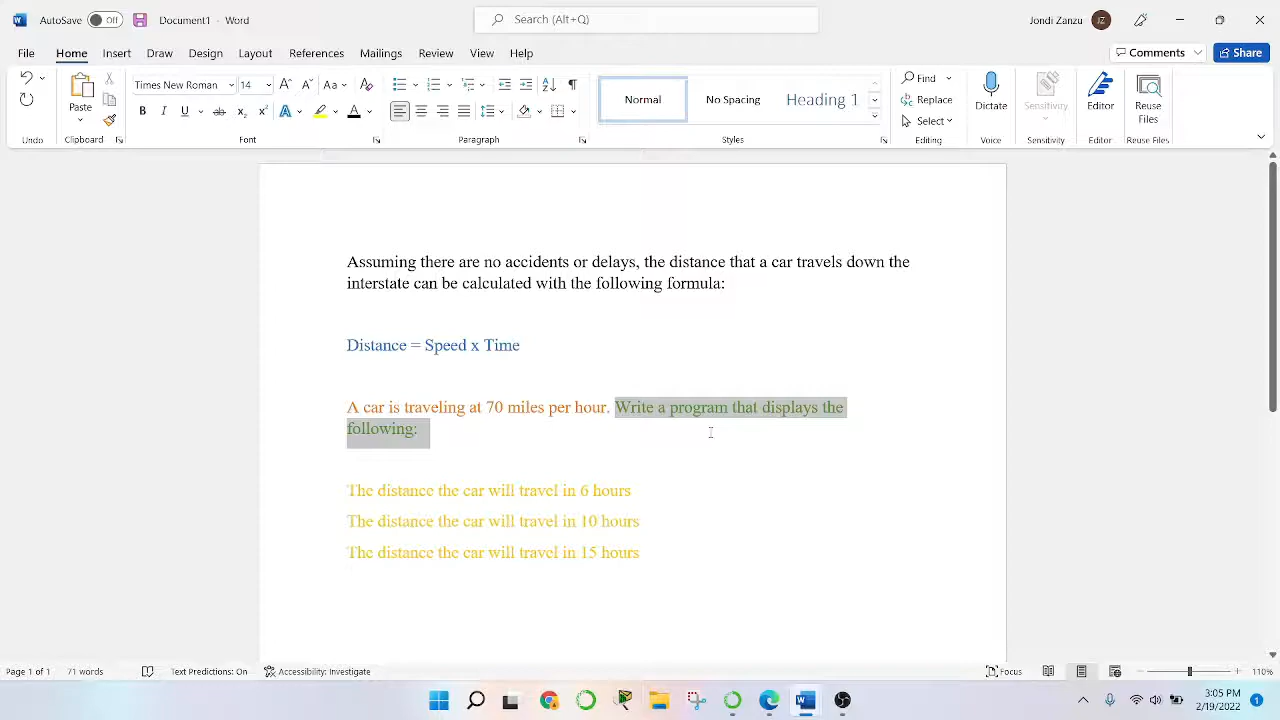 AutoSave Off Document1 - Word Search (Alt+Q) Jondi Zanzu JZ
File Home Insert Draw Design Layout References Mailings Review View Help Comments Share
Times New Roman 14 Aa
Paste B I U ab x₂ x² A A
Normal No Spacing Heading 1
Find Replace Select
Dictate Sensitivity Editor Reuse Files
Undo Clipboard Font Paragraph Styles Editing Voice Sensitivity Editor Reuse Files
Assuming there are no accidents or delays, the distance that a car travels down the
interstate can be calculated with the following formula:
Distance = Speed x Time
A car is traveling at 70 miles per hour. Write a program that displays the
following:
The distance the car will travel in 6 hours
The distance the car will travel in 10 hours
The distance the car will travel in 15 hours
Page 1 of 1 71 words Text Predictions: On Accessibility: Investigate Focus 110%
3:05 PM
2/19/2022
1